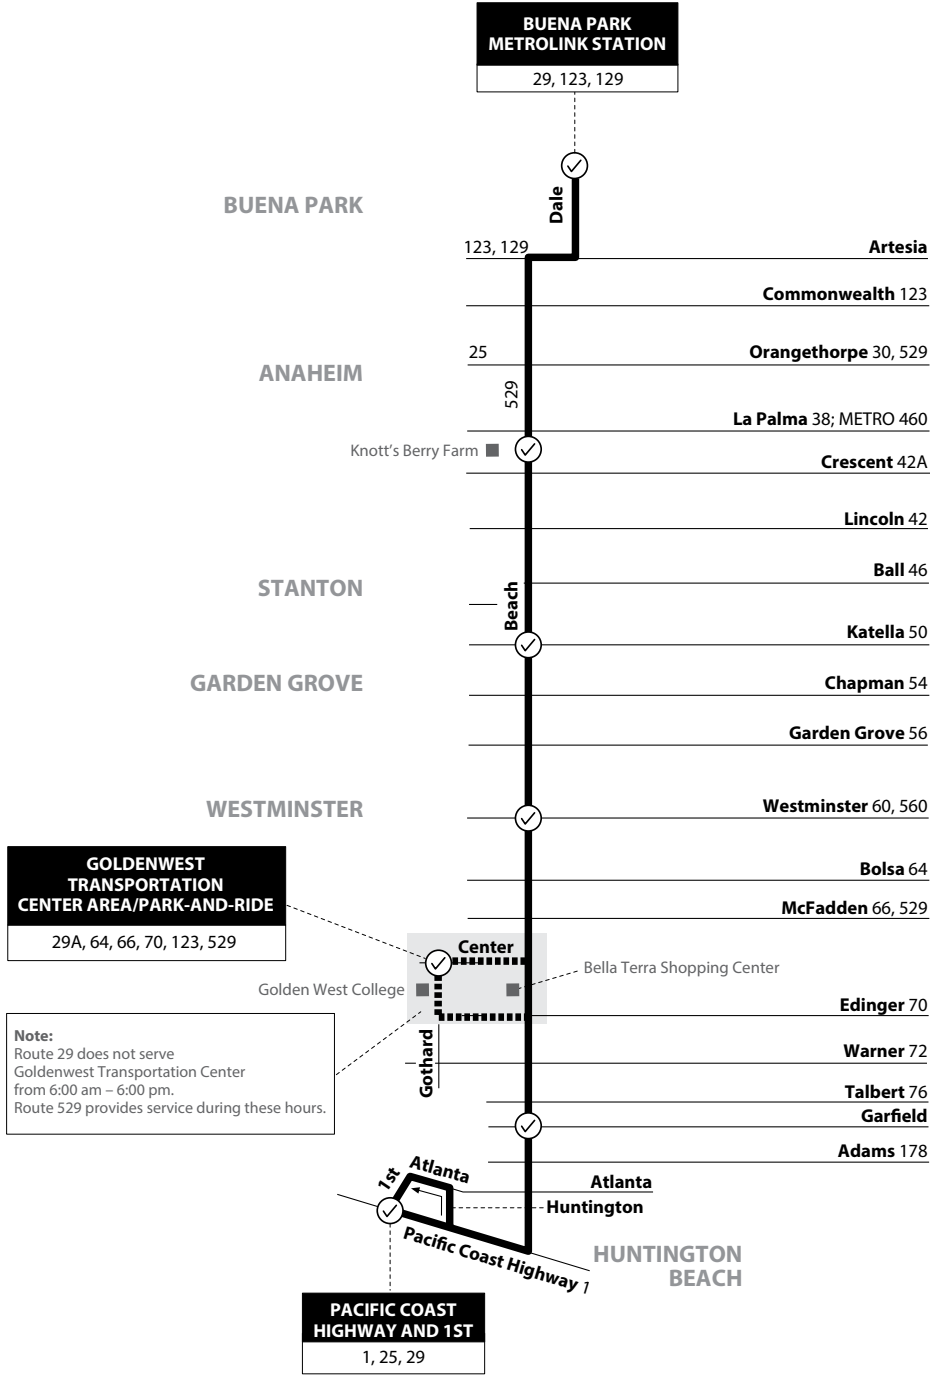 BUENA PARK
METROLINK STATION
29, 123, 129
Dale
BUENA PARK
123, 129
Artesia
Commonwealth 123
25
Orangethorpe 30, 529
ANAHEIM
529
La Palma 38; METRO 460
Knott's Berry Farm
Crescent 42A
Lincoln 42
Ball 46
STANTON
Beach
Katella 50
GARDEN GROVE
Chapman 54
Garden Grove 56
WESTMINSTER
Westminster 60, 560
GOLDENWEST
TRANSPORTATION
CENTER AREA/PARK-AND-RIDE
29A, 64, 66, 70, 123, 529
Bolsa 64
McFadden 66, 529
Center
Bella Terra Shopping Center
Golden West College
Edinger 70
Note:
Route 29 does not serve
Goldenwest Transportation Center
from 6:00 am – 6:00 pm.
Route 529 provides service during these hours.
Gothard
Warner 72
Talbert 76
Garfield
Adams 178
1st
Atlanta
Atlanta
Huntington
Pacific Coast Highway 1
HUNTINGTON
BEACH
PACIFIC COAST
HIGHWAY AND 1ST
1, 25, 29